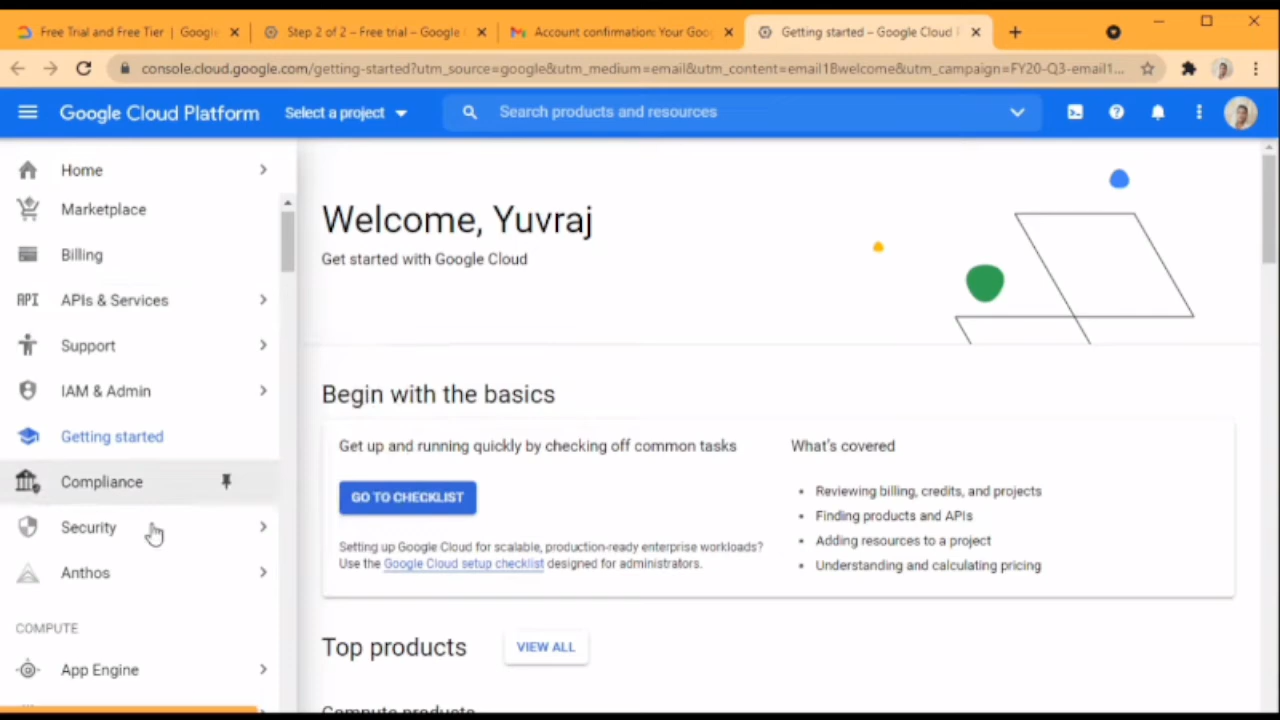 Free Trial and Free Tier | Google
Step 2 of 2 – Free trial – Google
Account confirmation: Your Goo
Getting started – Google Cloud P
console.cloud.google.com/getting-started?utm_source=google&utm_medium=email&utm_content=email1Bwelcome&utm_campaign=FY20-Q3-email1...
Google Cloud Platform
Select a project
Search products and resources
Home
Marketplace
Billing
API APIs & Services
Support
IAM & Admin
Getting started
Compliance
Security
Anthos
COMPUTE
App Engine
Welcome, Yuvraj
Get started with Google Cloud
Begin with the basics
Get up and running quickly by checking off common tasks
GO TO CHECKLIST
Setting up Google Cloud for scalable, production-ready enterprise workloads?
Use the Google Cloud setup checklist designed for administrators.
What's covered
• Reviewing billing, credits, and projects
• Finding products and APIs
• Adding resources to a project
• Understanding and calculating pricing
Top products
VIEW ALL
Compute products